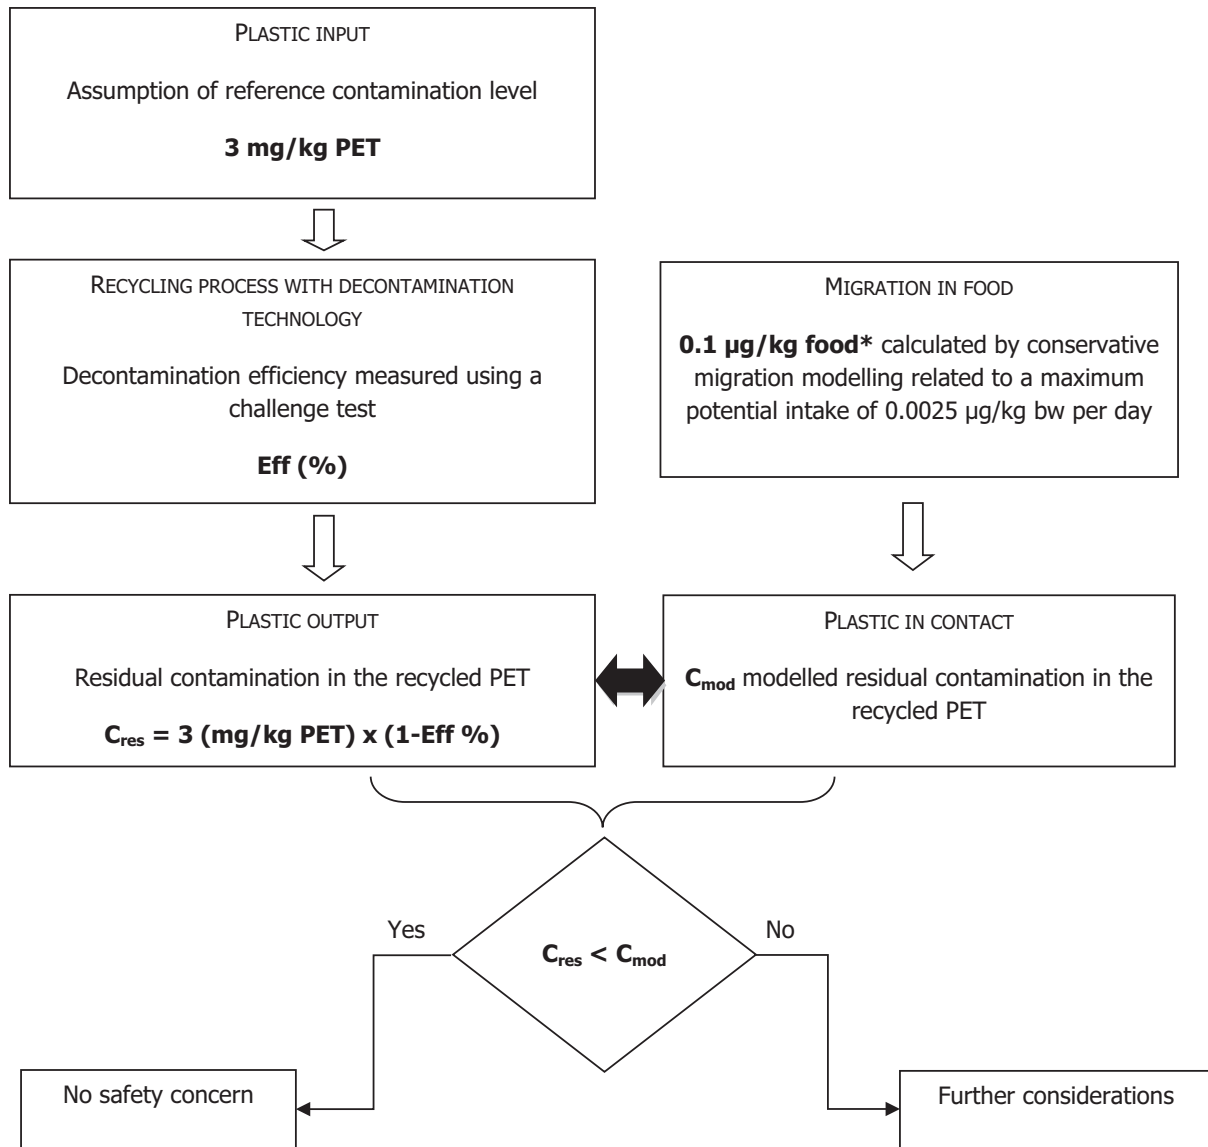 PLASTIC INPUT
Assumption of reference contamination level
3 mg/kg PET
RECYCLING PROCESS WITH DECONTAMINATION
TECHNOLOGY
Decontamination efficiency measured using a
challenge test
Eff (%)
MIGRATION IN FOOD
0.1 µg/kg food* calculated by conservative
migration modelling related to a maximum
potential intake of 0.0025 µg/kg bw per day
PLASTIC OUTPUT
Residual contamination in the recycled PET
Cres = 3 (mg/kg PET) x (1-Eff %)
PLASTIC IN CONTACT
Cmod modelled residual contamination in the
recycled PET
Yes
Cres < Cmod
No
No safety concern
Further considerations